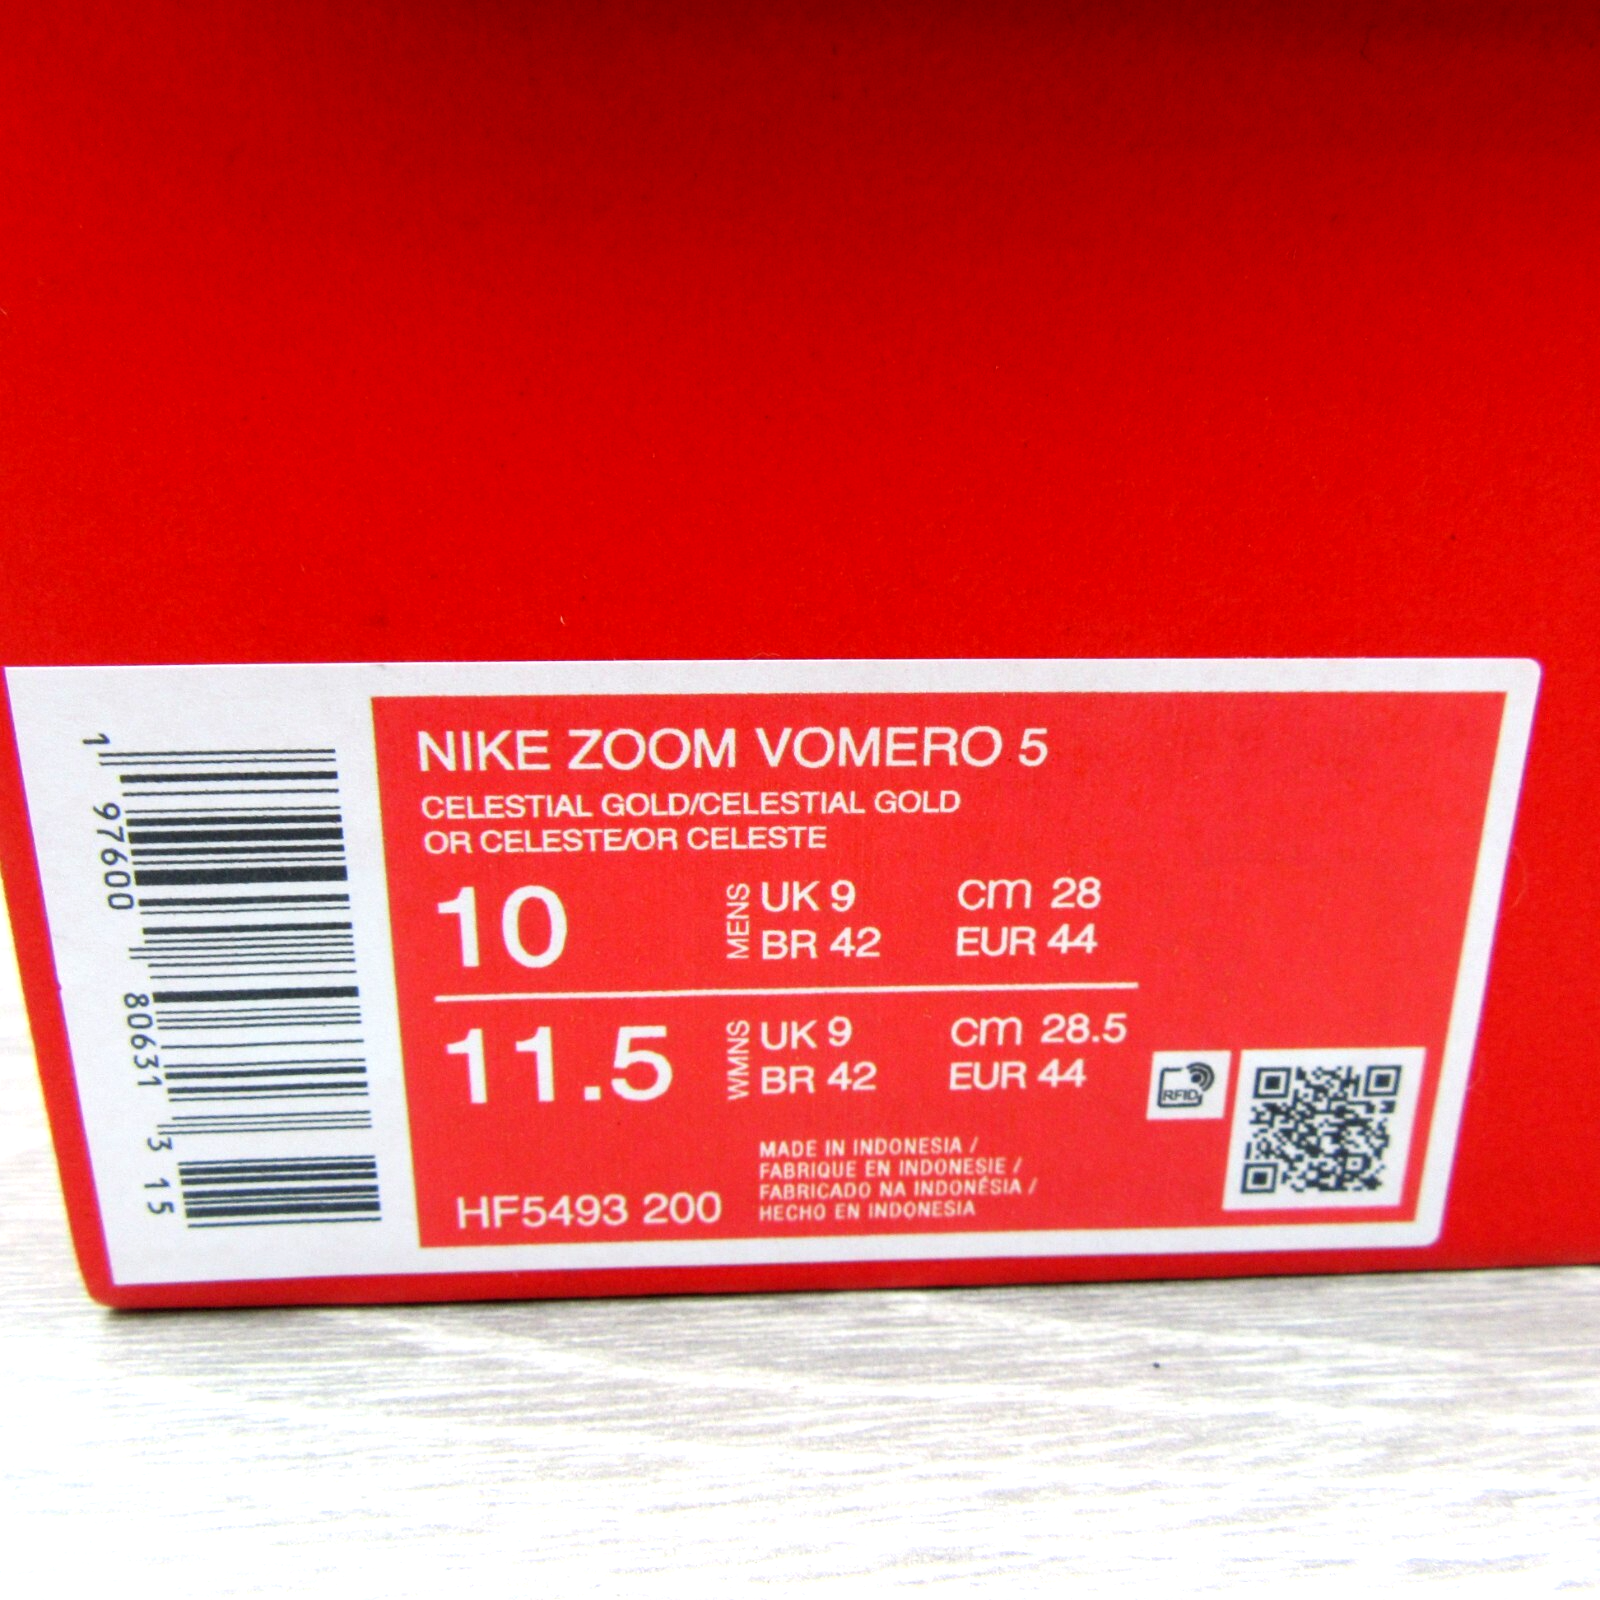 1 97600 80631 3 15
NIKE ZOOM VOMERO 5
CELESTIAL GOLD/CELESTIAL GOLD
OR CELESTE/OR CELESTE
10 MENS UK 9 cm 28
BR 42 EUR 44
11.5 WMNS UK 9 cm 28.5
BR 42 EUR 44
RFID
MADE IN INDONESIA /
FABRIQUE EN INDONESIE /
FABRICADO NA INDONÉSIA /
HECHO EN INDONESIA
HF5493 200